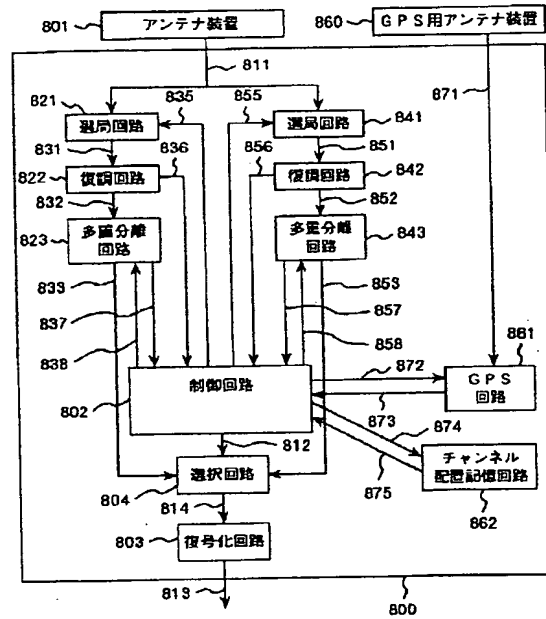 801
アンテナ装置
860
GPS用アンテナ装置
811
871
821
835
855
選局回路
選局回路
841
831
836
856
851
822
復調回路
復調回路
842
832
852
823
多重分離
回路
多重分離
回路
843
833
853
837
857
838
858
861
872
制御回路
GPS
回路
802
873
874
812
チャンネル
配置記憶回路
選択回路
804
814
875
862
803
復号化回路
813
800